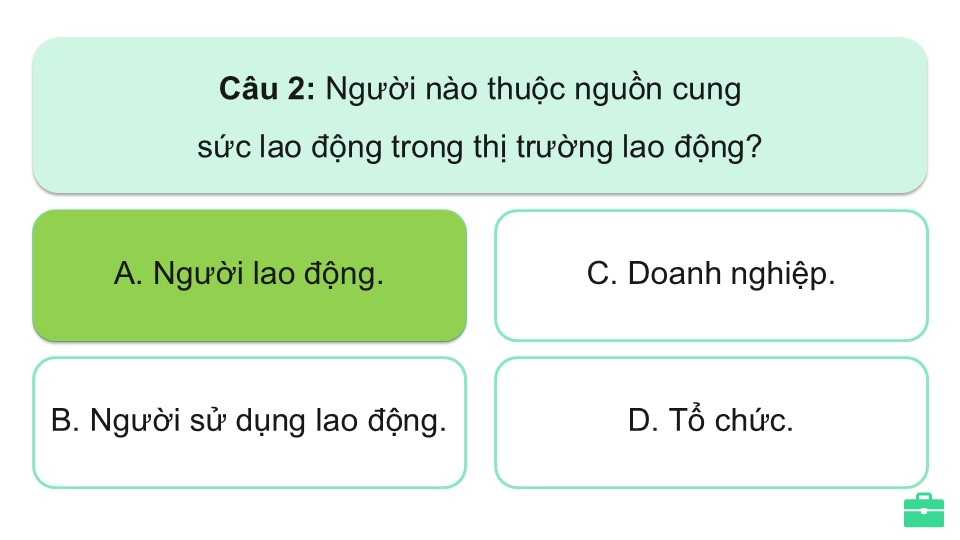 Câu 2: Người nào thuộc nguồn cung
sức lao động trong thị trường lao động?
A. Người lao động.
C. Doanh nghiệp.
B. Người sử dụng lao động.
D. Tổ chức.